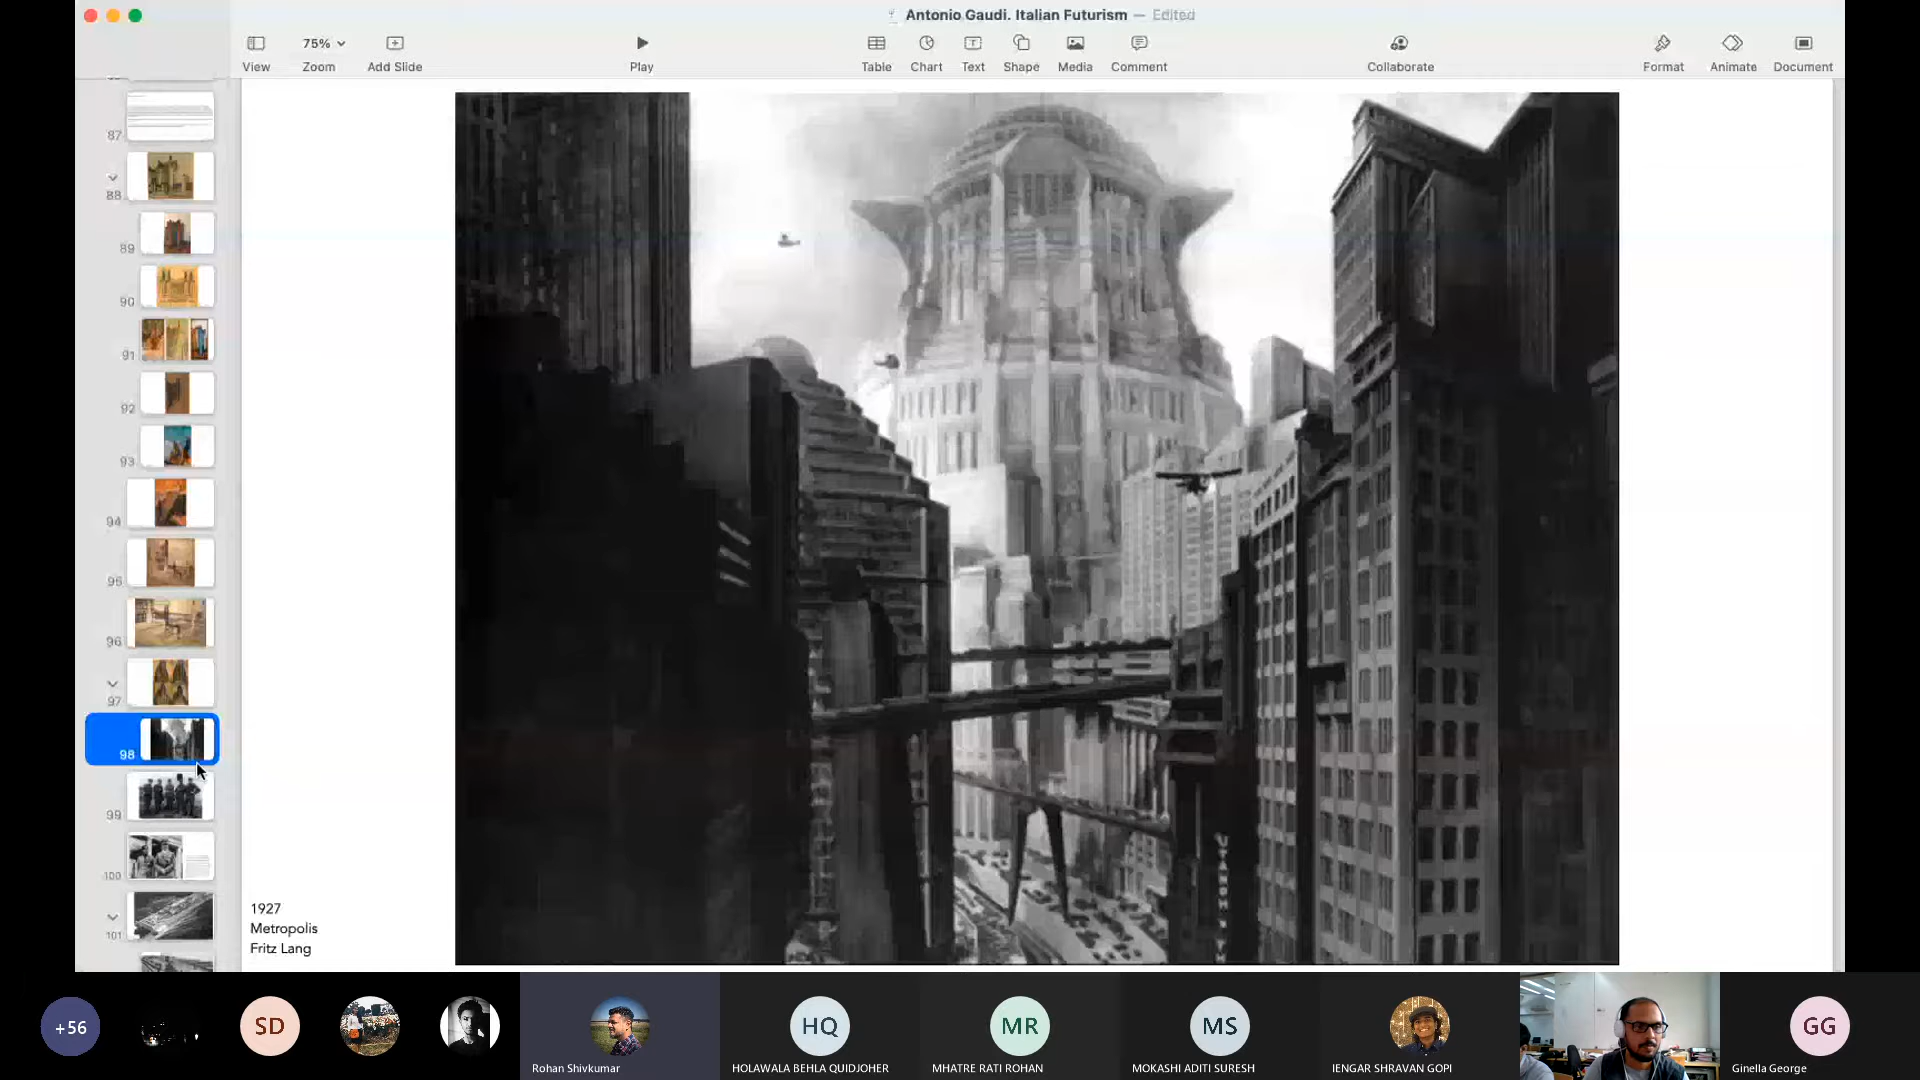 Antonio Gaudi. Italian Futurism — Edited
View
75%
Zoom
Add Slide
Play
Table
Chart
Text
Shape
Media
Comment
Collaborate
Format
Animate
Document
87
88
89
90
91
92
93
94
95
96
97
98
99
100
101
1927
Metropolis
Fritz Lang
+56
SD
HQ
MR
MS
GG
Rohan Shivkumar
HOLAWALA BEHLA QUIDJOHER
MHATRE RATI ROHAN
MOKASHI ADITI SURESH
IENGAR SHRAVAN GOPI
Ginella George